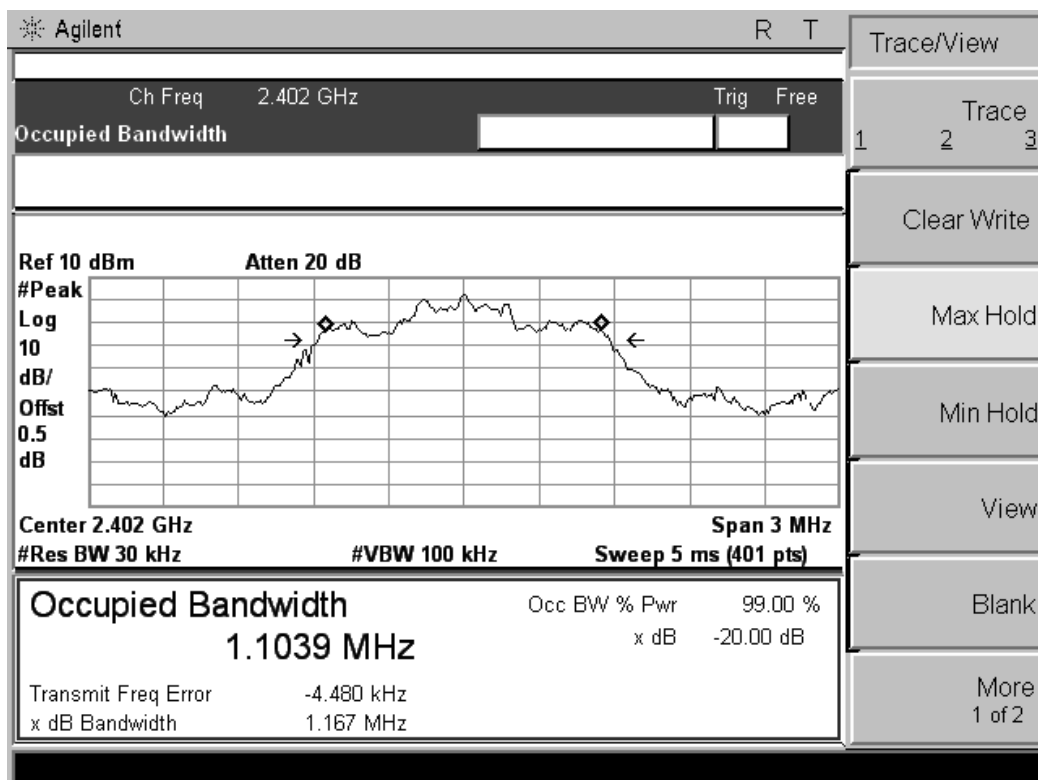 Agilent R T
Trace/View
Ch Freq 2.402 GHz Trig Free
Occupied Bandwidth
Trace
1 2 3
Clear Write
Ref 10 dBm Atten 20 dB
#Peak
Log
10
dB/
Offst
0.5
dB
Max Hold
Min Hold
Center 2.402 GHz Span 3 MHz
#Res BW 30 kHz #VBW 100 kHz Sweep 5 ms (401 pts)
View
Occupied Bandwidth Occ BW % Pwr 99.00 %
1.1039 MHz x dB -20.00 dB
Transmit Freq Error -4.480 kHz
x dB Bandwidth 1.167 MHz
Blank
More
1 of 2